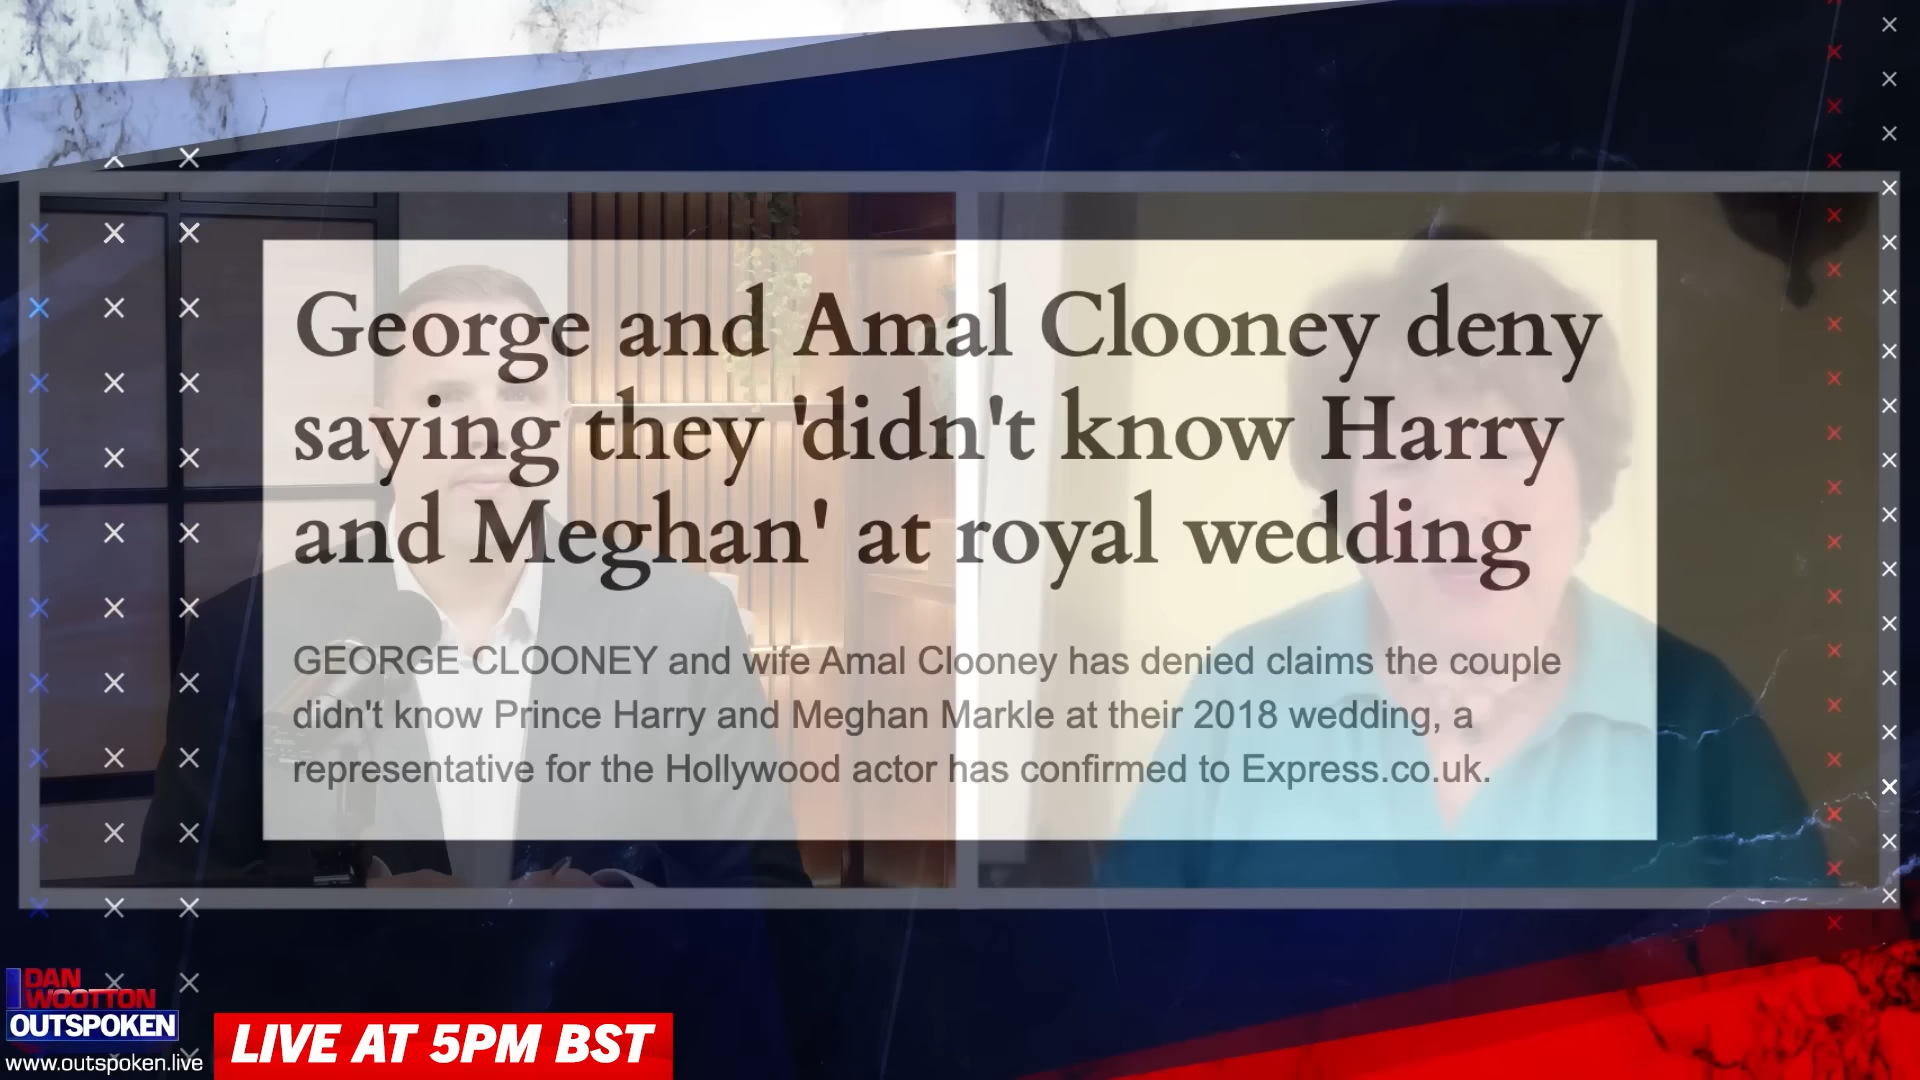 George and Amal Clooney deny
saying they 'didn't know Harry
and Meghan' at royal wedding
GEORGE CLOONEY and wife Amal Clooney has denied claims the couple
didn't know Prince Harry and Meghan Markle at their 2018 wedding, a
representative for the Hollywood actor has confirmed to Express.co.uk.
DAN
WOOTTON
OUTSPOKEN
www.outspoken.live
LIVE AT 5PM BST